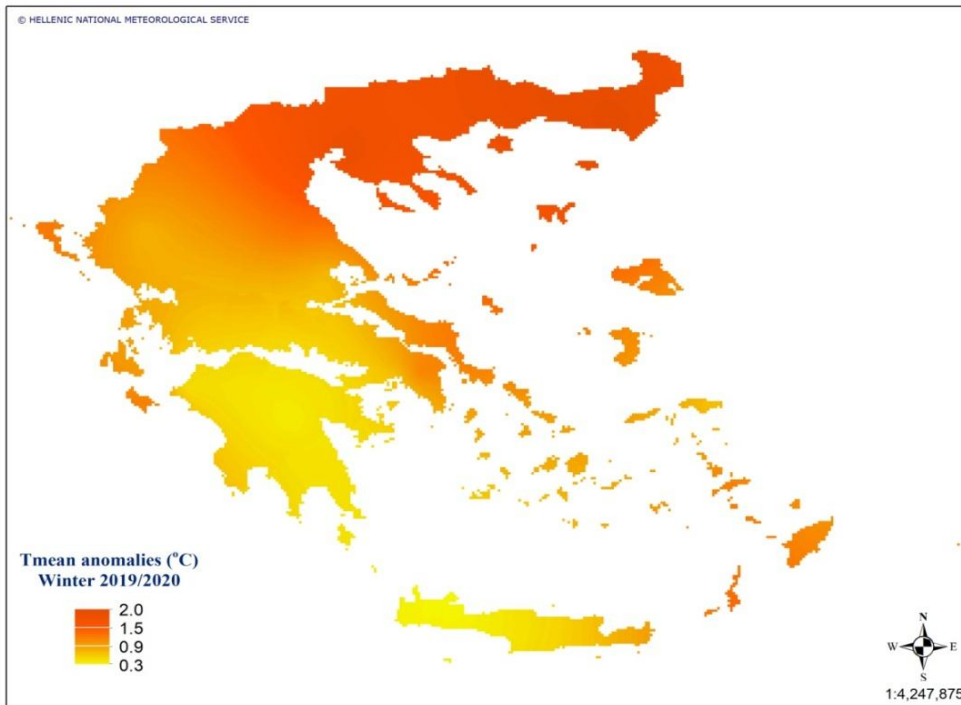 © HELLENIC NATIONAL METEOROLOGICAL SERVICE
Tmean anomalies (°C)
Winter 2019/2020
2.0
1.5
0.9
0.3
N
W E
S
1:4,247,875